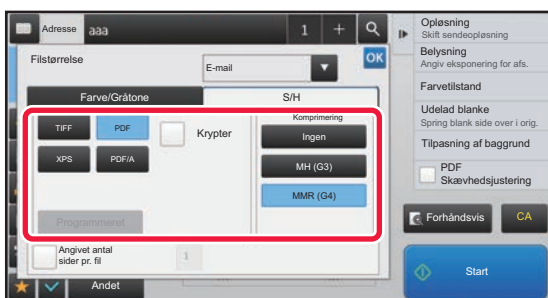 Adresse aaa 1 +
Filstørrelse
E-mail
OK
Farve/Gråtone S/H
TIFF PDF Krypter
XPS PDF/A
Programmeret
Komprimering
Ingen
MH (G3)
MMR (G4)
Angivet antal
sider pr. fil
1
Andet
Opløsning
Skift sendeopløsning
Belysning
Angiv eksponering for afs.
Farvetilstand
Udelad blanke
Spring blank side over i orig.
Tilpasning af baggrund
PDF
Skævhedsjustering
Forhåndsvis CA
Start